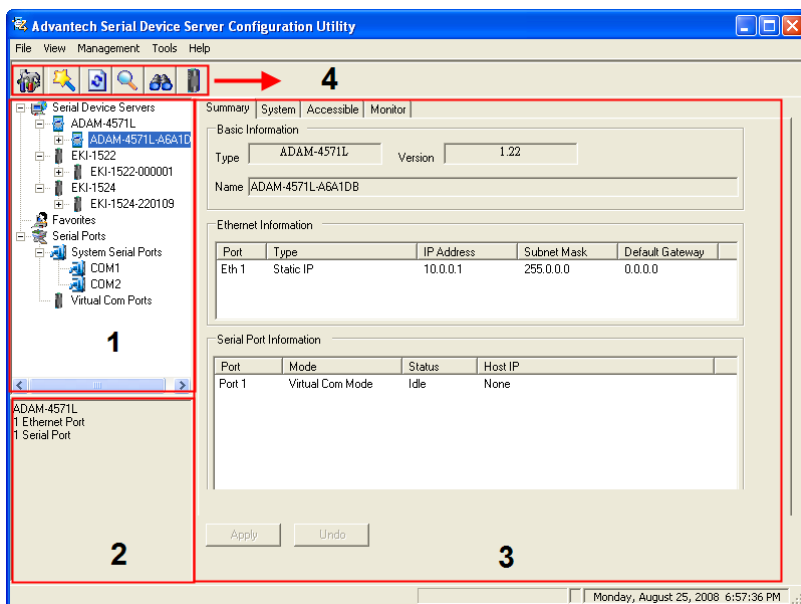 Advantech Serial Device Server Configuration Utility
File View Management Tools Help
4
Serial Device Servers
ADAM-4571L
ADAM-4571L-A6A1D
EKI-1522
EKI-1522-000001
EKI-1524
EKI-1524-220109
Favorites
Serial Ports
System Serial Ports
COM1
COM2
Virtual Com Ports
1
ADAM-4571L
1 Ethernet Port
1 Serial Port
2
Summary System Accessible Monitor
Basic Information
Type ADAM-4571L Version 1.22
Name ADAM-4571L-A6A1DB
Ethernet Information
Port Type IP Address Subnet Mask Default Gateway
Eth 1 Static IP 10.0.0.1 255.0.0.0 0.0.0.0
Serial Port Information
Port Mode Status Host IP
Port 1 Virtual Com Mode Idle None
Apply Undo
3
Monday, August 25, 2008 6:57:36 PM